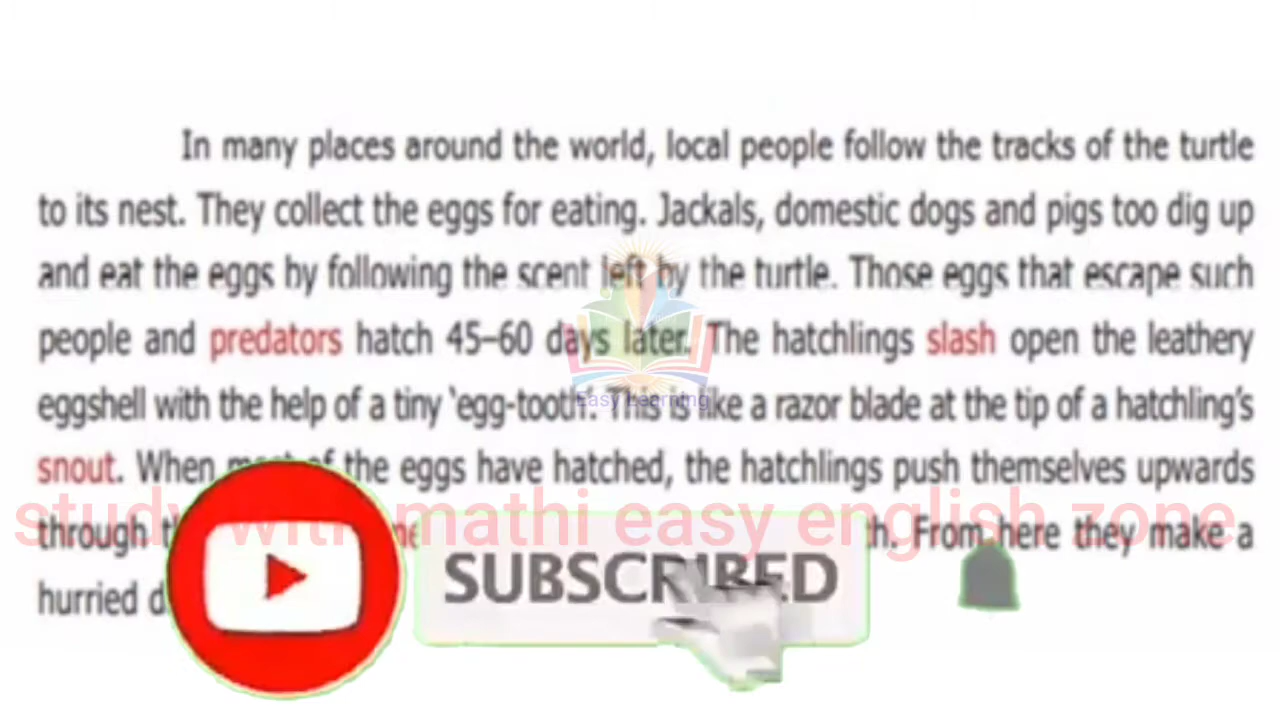 In many places around the world, local people follow the tracks of the turtle
to its nest. They collect the eggs for eating. Jackals, domestic dogs and pigs too dig up
and eat the eggs by following the scent left by the turtle. Those eggs that escape such
people and predators hatch 45–60 days later. The hatchlings slash open the leathery
eggshell with the help of a tiny ‘egg-tooth’. This is like a razor blade at the tip of a hatchling’s
Easy Learning
snout. When most of the eggs have hatched, the hatchlings push themselves upwards
study with mathi easy english zone
through From here they make a
SUBSCRIBED
hurried